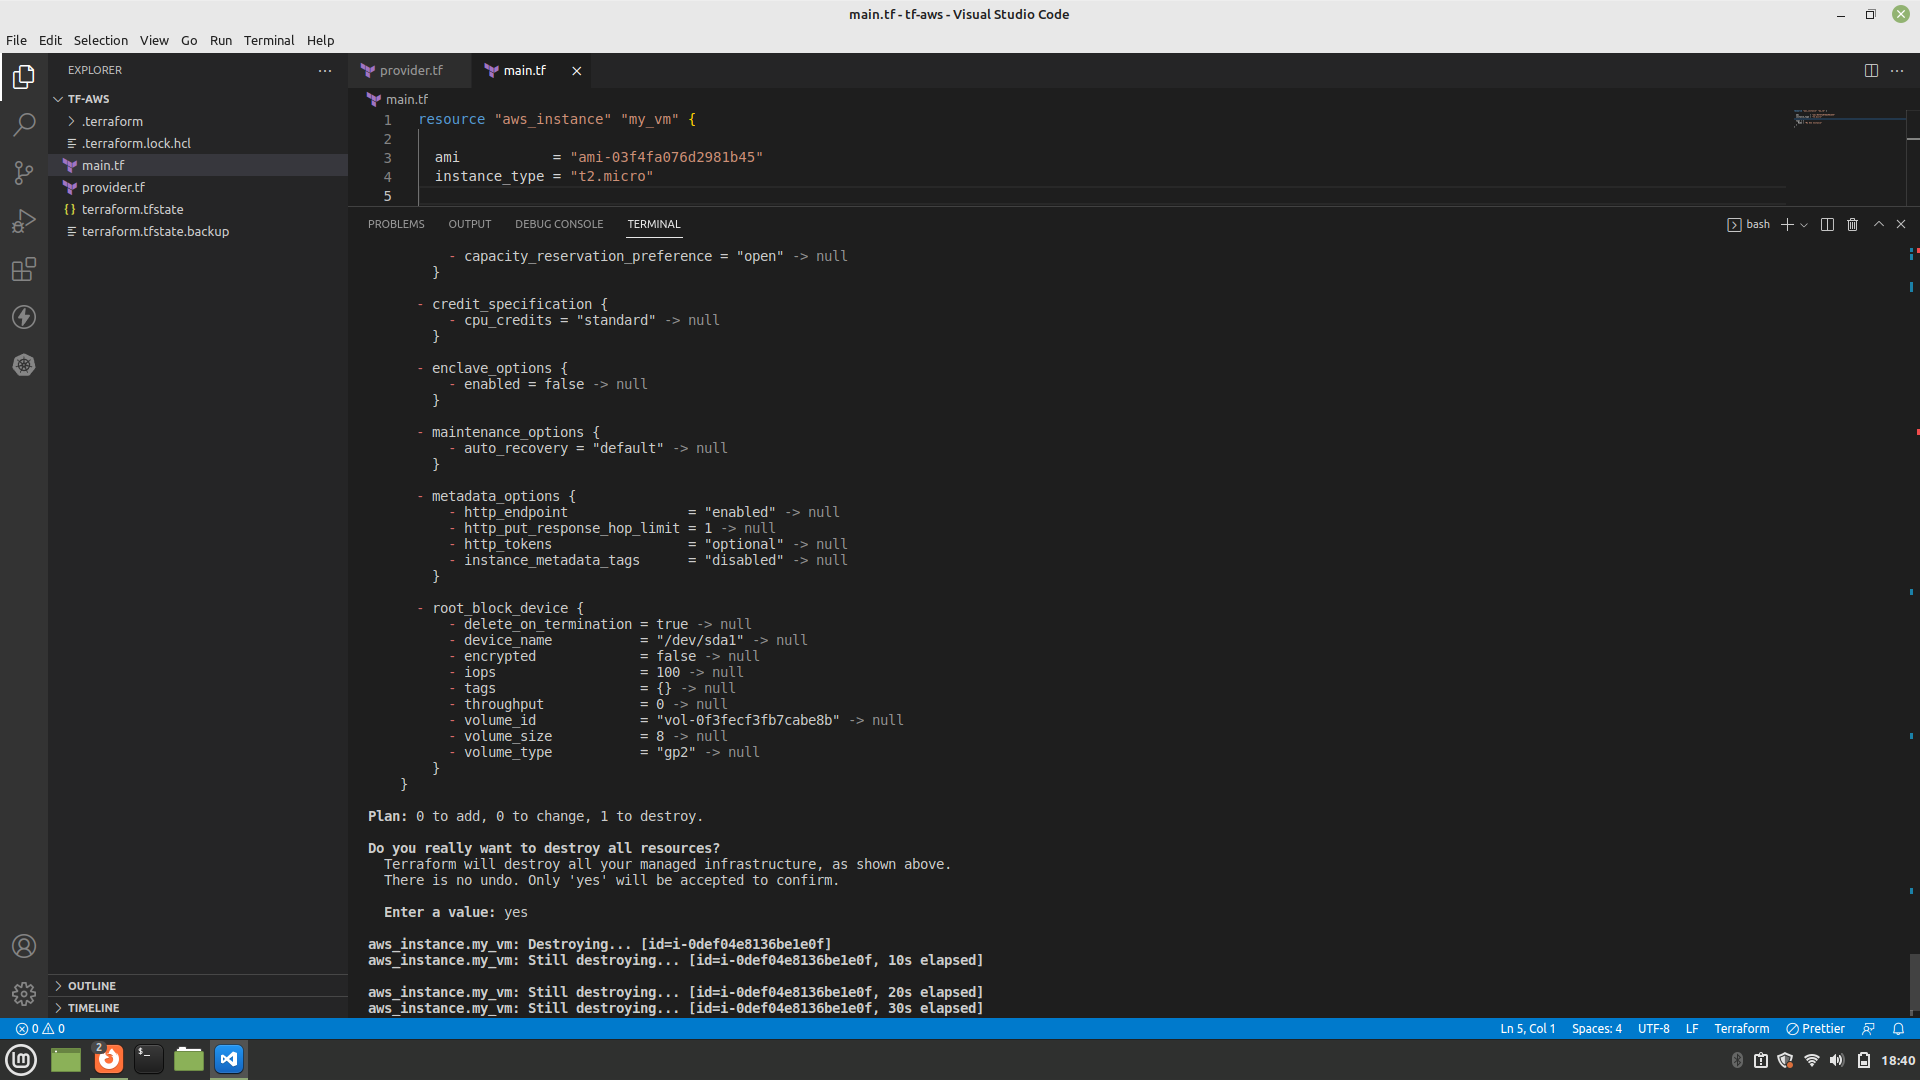 main.tf - tf-aws - Visual Studio Code
File Edit Selection View Go Run Terminal Help
EXPLORER
TF-AWS
.terraform
.terraform.lock.hcl
main.tf
provider.tf
terraform.tfstate
terraform.tfstate.backup
OUTLINE
TIMELINE
provider.tf main.tf
main.tf
1 resource "aws_instance" "my_vm" {
2
3 ami = "ami-03f4fa076d2981b45"
4 instance_type = "t2.micro"
5
PROBLEMS OUTPUT DEBUG CONSOLE TERMINAL
bash
- capacity_reservation_preference = "open" -> null
}
- credit_specification {
- cpu_credits = "standard" -> null
}
- enclave_options {
- enabled = false -> null
}
- maintenance_options {
- auto_recovery = "default" -> null
}
- metadata_options {
- http_endpoint = "enabled" -> null
- http_put_response_hop_limit = 1 -> null
- http_tokens = "optional" -> null
- instance_metadata_tags = "disabled" -> null
}
- root_block_device {
- delete_on_termination = true -> null
- device_name = "/dev/sda1" -> null
- encrypted = false -> null
- iops = 100 -> null
- tags = {} -> null
- throughput = 0 -> null
- volume_id = "vol-0f3fecf3fb7cabe8b" -> null
- volume_size = 8 -> null
- volume_type = "gp2" -> null
}
}
Plan: 0 to add, 0 to change, 1 to destroy.
Do you really want to destroy all resources?
Terraform will destroy all your managed infrastructure, as shown above.
There is no undo. Only 'yes' will be accepted to confirm.
Enter a value: yes
aws_instance.my_vm: Destroying... [id=i-0def04e8136be1e0f]
aws_instance.my_vm: Still destroying... [id=i-0def04e8136be1e0f, 10s elapsed]
aws_instance.my_vm: Still destroying... [id=i-0def04e8136be1e0f, 20s elapsed]
aws_instance.my_vm: Still destroying... [id=i-0def04e8136be1e0f, 30s elapsed]
0 0 Ln 5, Col 1 Spaces: 4 UTF-8 LF Terraform Prettier
2 18:40